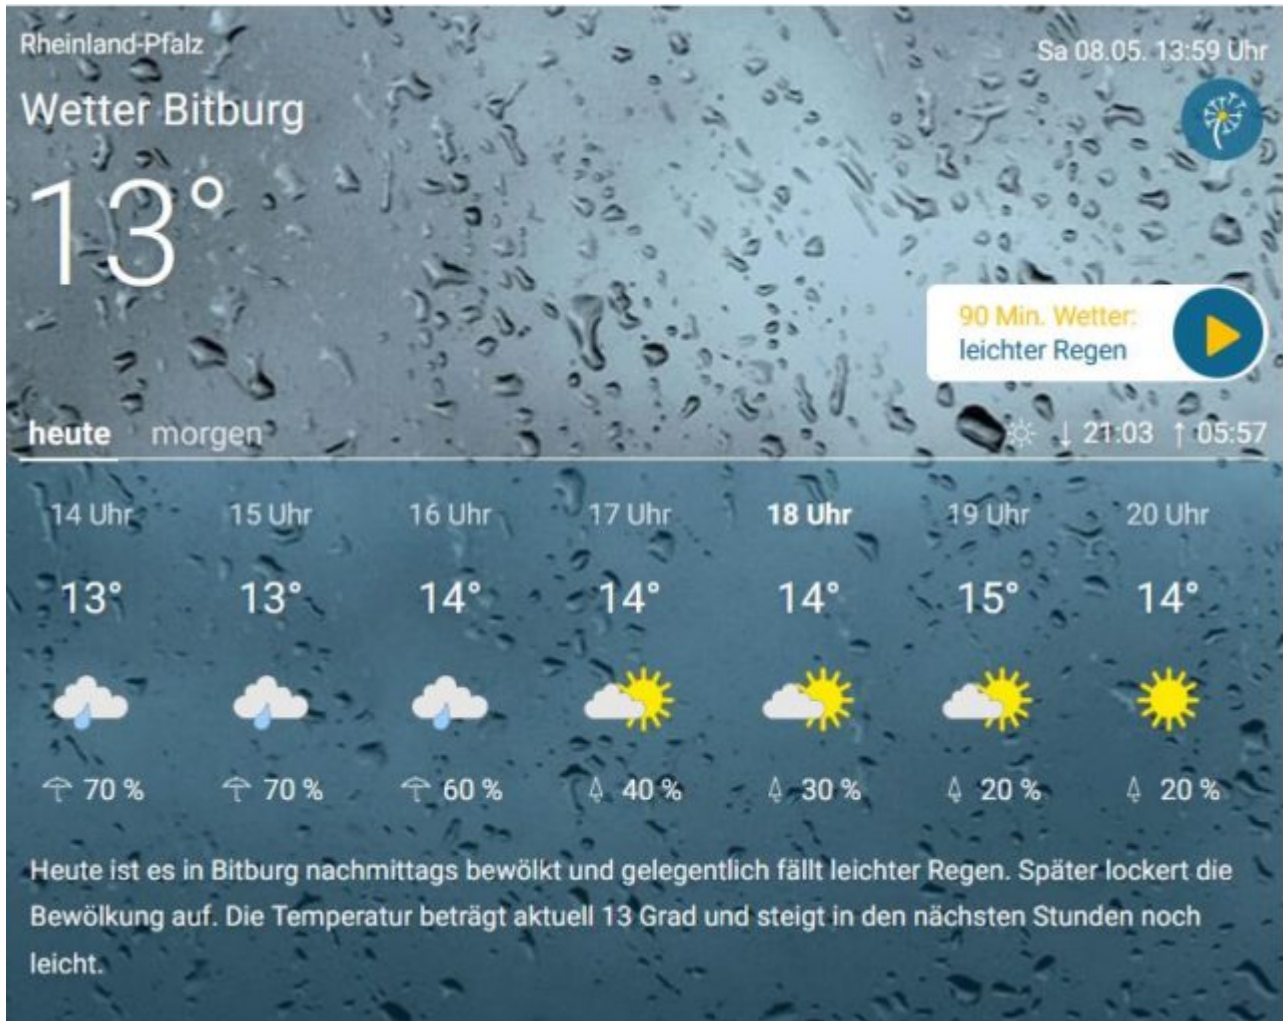 Rheinland-Pfalz
Sa 08.05. 13:59 Uhr
Wetter Bitburg
13°
90 Min. Wetter:
leichter Regen
heute morgen ↓ 21:03 ↑ 05:57
14 Uhr 15 Uhr 16 Uhr 17 Uhr 18 Uhr 19 Uhr 20 Uhr
13° 13° 14° 14° 14° 15° 14°
70 % 70 % 60 % 40 % 30 % 20 % 20 %
Heute ist es in Bitburg nachmittags bewölkt und gelegentlich fällt leichter Regen. Später lockert die
Bewölkung auf. Die Temperatur beträgt aktuell 13 Grad und steigt in den nächsten Stunden noch
leicht.